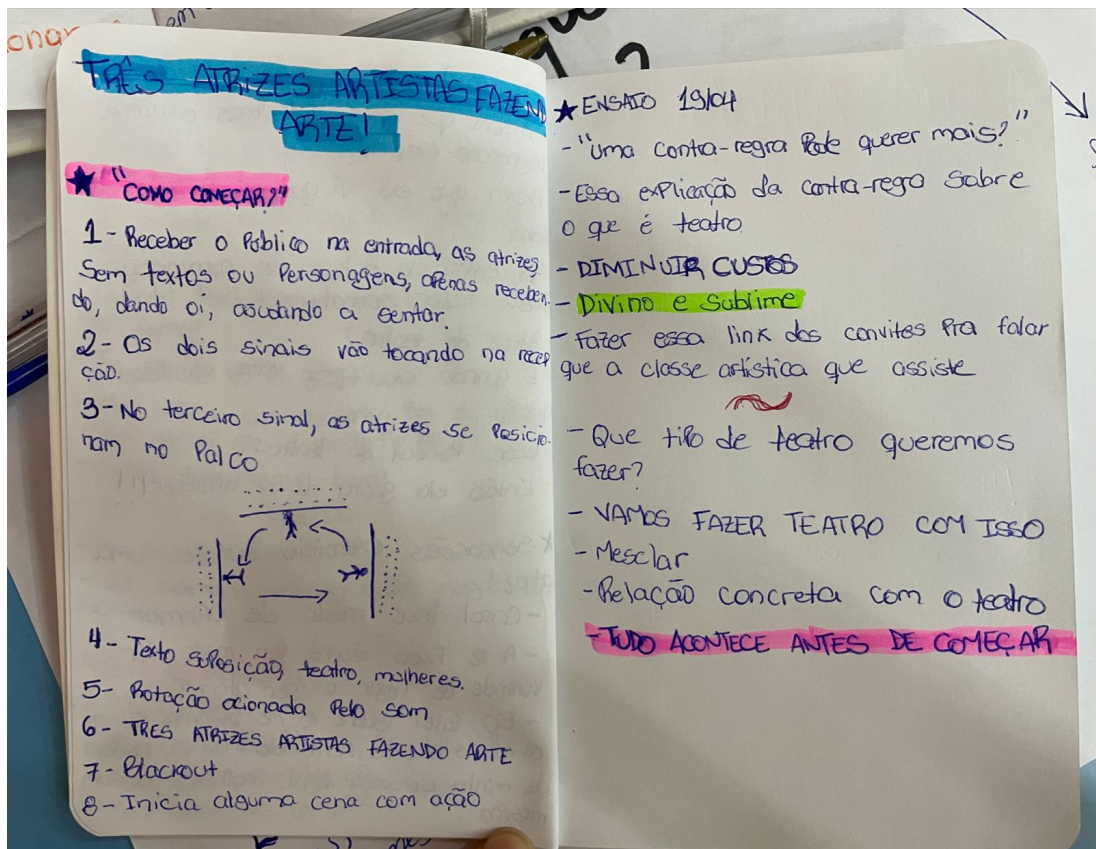 TRÊS ATRIZES ARTISTAS FAZEND
ARTE!
★ "COMO COMEÇAR?"
1- Receber o Público na entrada, as atrizes
Sem textos ou Personagens, apenas receben-
do, dando oi, ajudando a sentar.
2- Os dois sinais vão tocando na recep
ção.
3- No terceiro sinal, as atrizes se Posicio-
nam no Palco
4- Texto suposição, teatro, mulheres.
5- Rotação acionada Pelo som
6- TRES ATRIZES ARTISTAS FAZENDO ARTE
7- Blackout
8- Inicia alguma cena com ação
★ ENSAIO 19/04
- "Uma contra-regra Pode querer mais?"
- Essa explicação da contra-rega sobre
o que é teatro
- DIMINUIR CUSTOS
- Divino e Sublime
- Fazer essa link dos convites Pra falar
que a classe artística que assiste
- Que tipo de teatro queremos
fazer?
- VAMOS FAZER TEATRO COM ISSO
- Mesclar
- Relação concreta com o teatro
- TUDO ACONTECE ANTES DE COMEÇAR